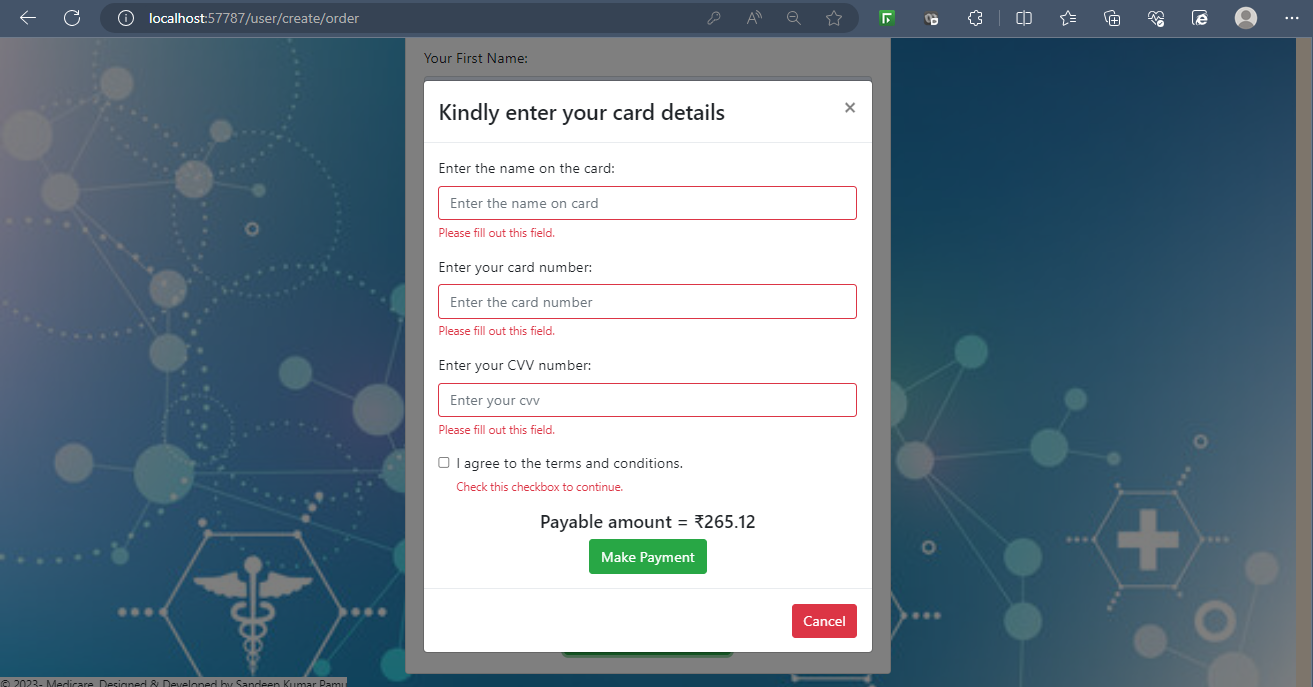 localhost:57787/user/create/order
Your First Name:
Kindly enter your card details
×
Enter the name on the card:
Enter the name on card
Please fill out this field.
Enter your card number:
Enter the card number
Please fill out this field.
Enter your CVV number:
Enter your cvv
Please fill out this field.
I agree to the terms and conditions.
Check this checkbox to continue.
Payable amount = ₹265.12
Make Payment
Cancel
© 2023- Medicare, Designed & Developed by Sandeep Kumar Pamu